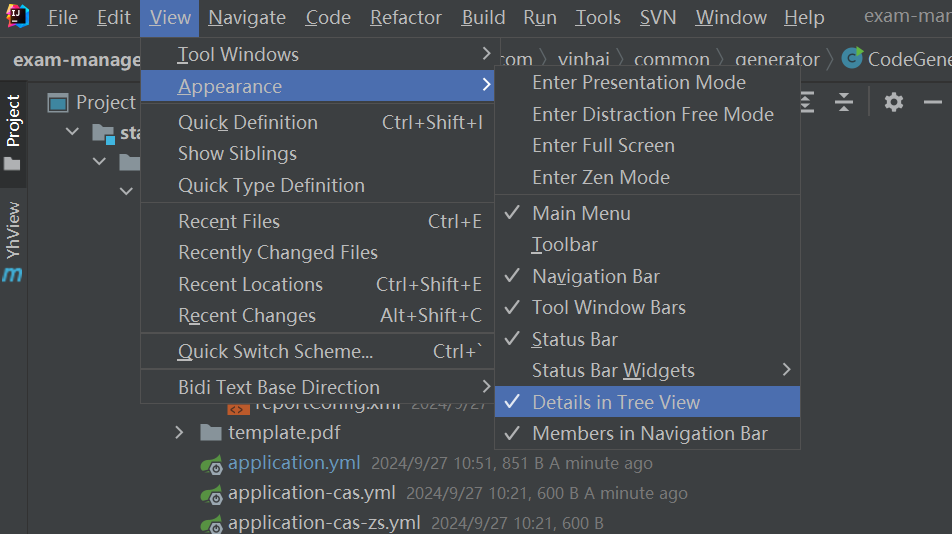 IJ File Edit View Navigate Code Refactor Build Run Tools SVN Window Help exam-mar
exam-manage com yinhai common generator CodeGene
Project
Project
sta
YhView
m
Tool Windows
Appearance
Quick Definition Ctrl+Shift+I
Show Siblings
Quick Type Definition
Recent Files Ctrl+E
Recently Changed Files
Recent Locations Ctrl+Shift+E
Recent Changes Alt+Shift+C
Quick Switch Scheme... Ctrl+`
Bidi Text Base Direction
Enter Presentation Mode
Enter Distraction Free Mode
Enter Full Screen
Enter Zen Mode
Main Menu
Toolbar
Navigation Bar
Tool Window Bars
Status Bar
Status Bar Widgets
Details in Tree View
Members in Navigation Bar
reportConfig.xml 2024/9/27
template.pdf
application.yml 2024/9/27 10:51, 851 B A minute ago
application-cas.yml 2024/9/27 10:21, 600 B A minute ago
application-cas-zs.yml 2024/9/27 10:21, 600 B